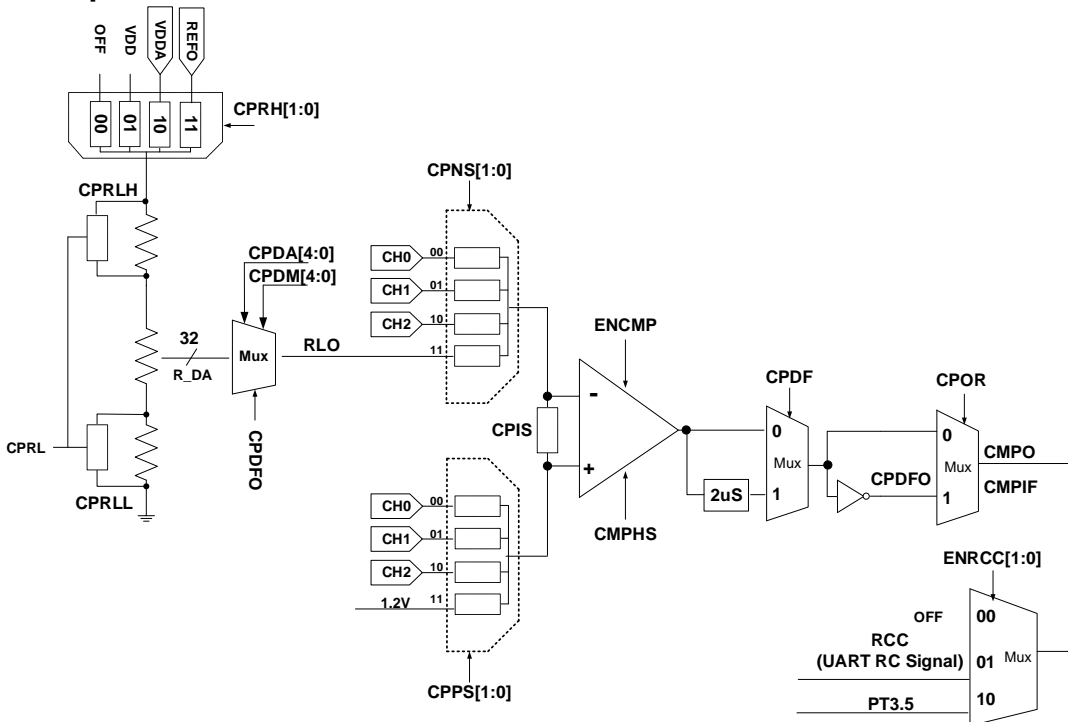 OFF
VDD
VDDA
REFO
00
01
10
11
CPRH[1:0]
CPRLH
CPRL
CPRLL
32
R_DA
CPDA[4:0]
CPDM[4:0]
Mux
CPDFO
RLO
CPNS[1:0]
CH0 00
CH1 01
CH2 10
11
CPIS
CH0 00
CH1 01
CH2 10
1.2V 11
CPPS[1:0]
ENCMP
-
+
CMPHS
2uS
CPDF
0
Mux
1
CPOR
0
Mux
CPDFO 1
CMPO
CMPIF
ENRCC[1:0]
OFF 00
RCC
(UART RC Signal) 01 Mux
PT3.5 10